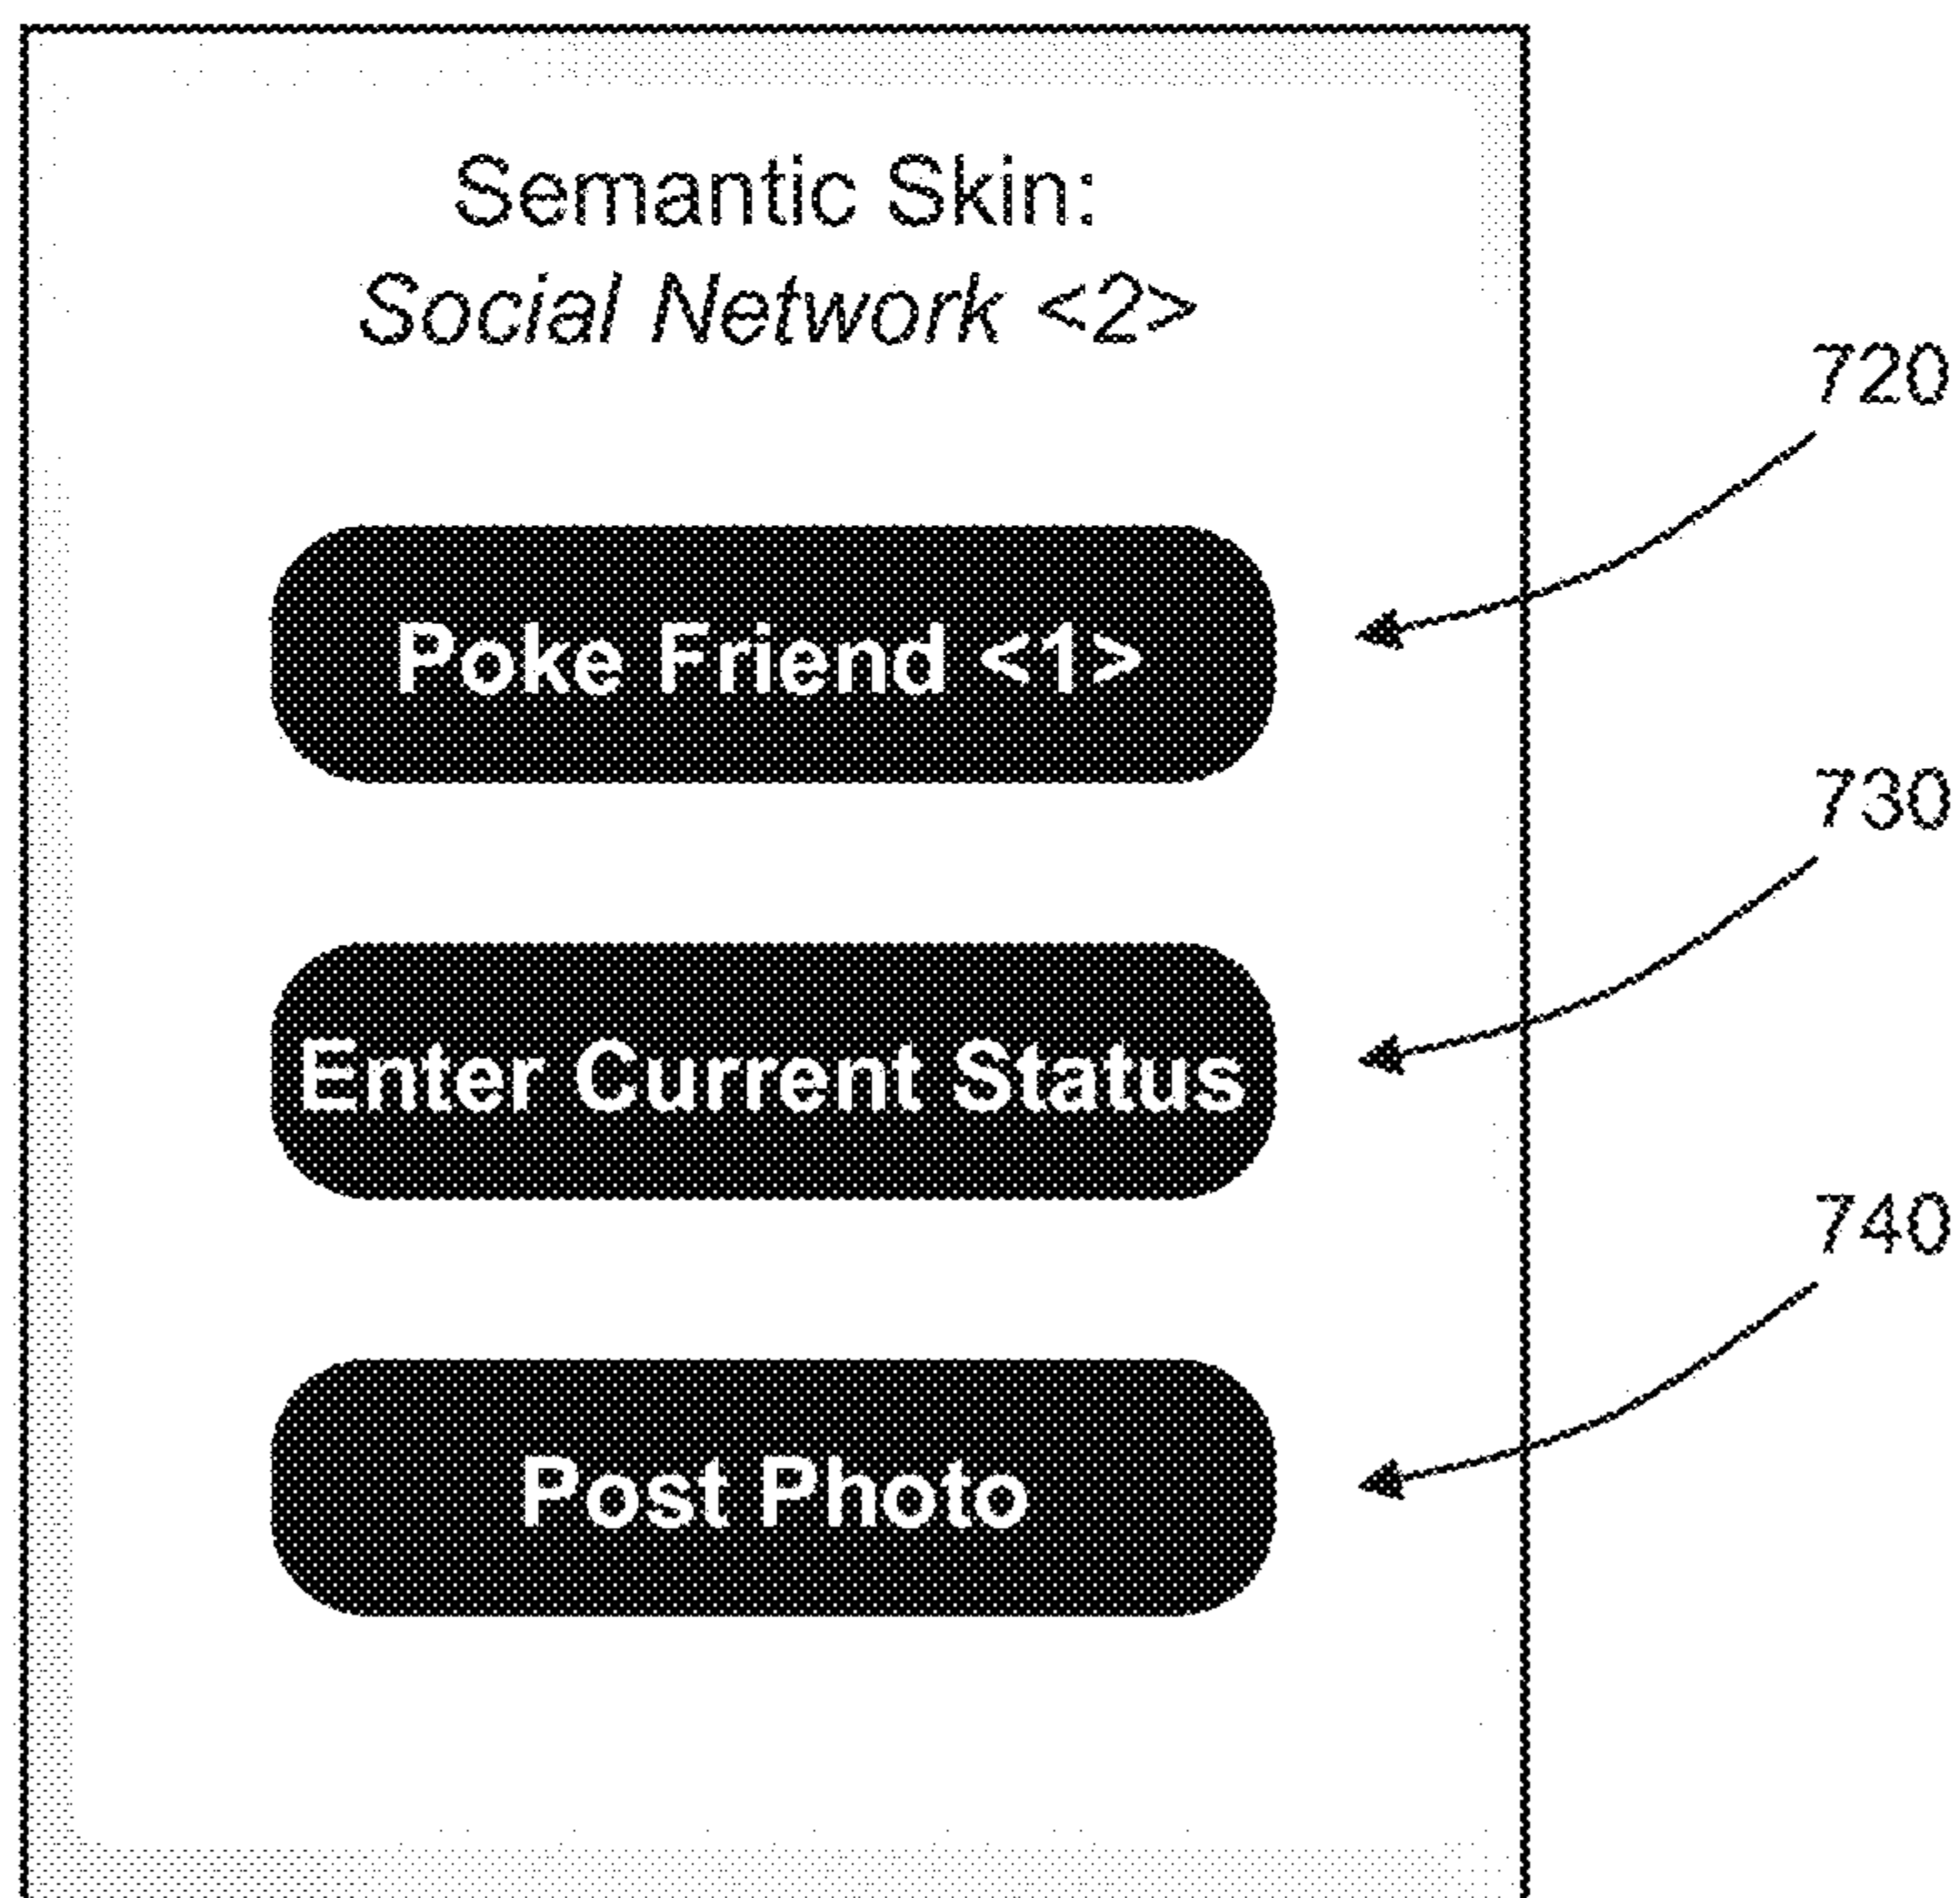 Semantic Skin:
Social Network <2>
720
Poke Friend <1>
730
Enter Current Status
740
Post Photo